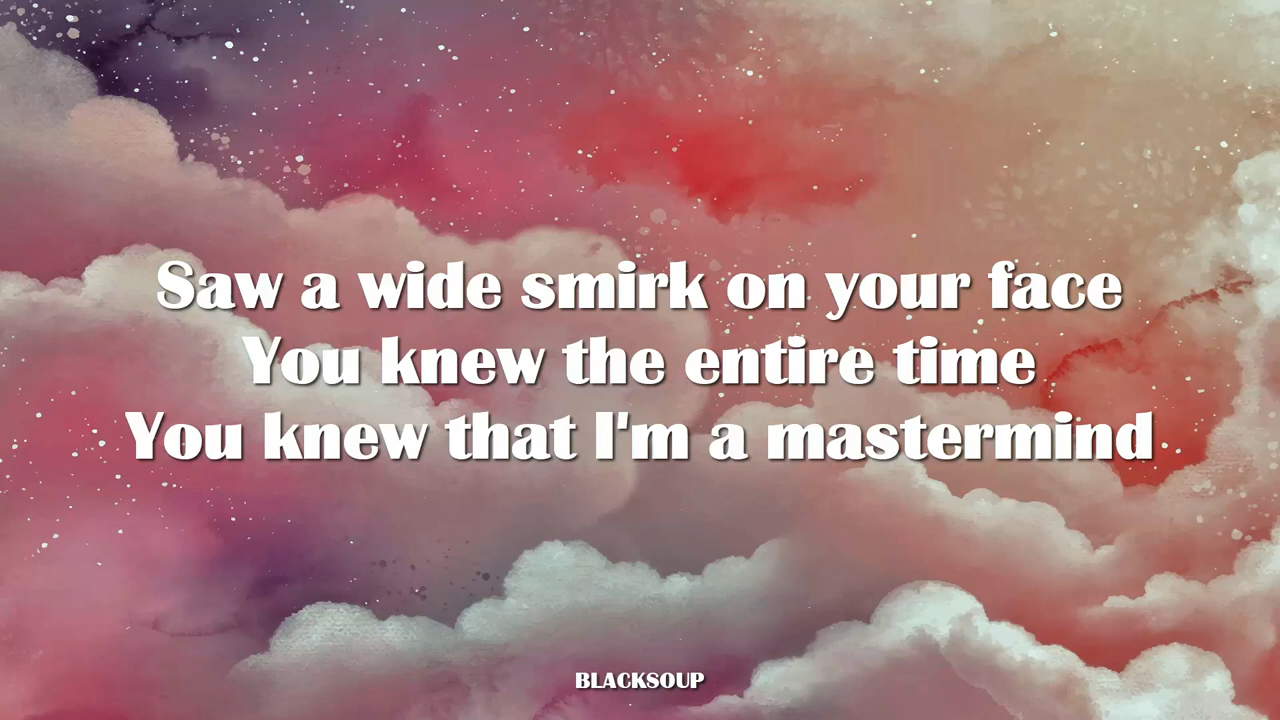 Saw a wide smirk on your face
You knew the entire time
You knew that I'm a mastermind
BLACKSOUP